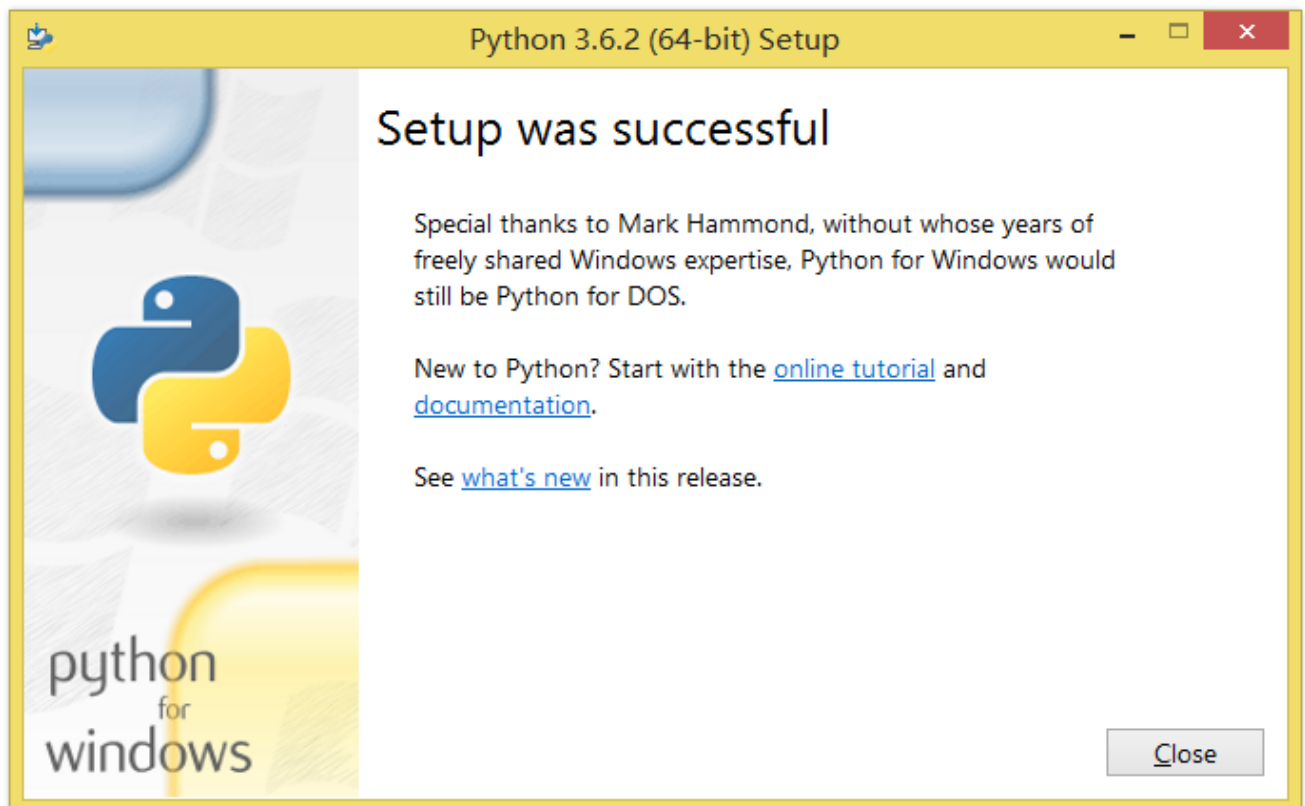 Python 3.6.2 (64-bit) Setup
Setup was successful
Special thanks to Mark Hammond, without whose years of
freely shared Windows expertise, Python for Windows would
still be Python for DOS.
New to Python? Start with the online tutorial and
documentation.
See what's new in this release.
python
for
windows
Close